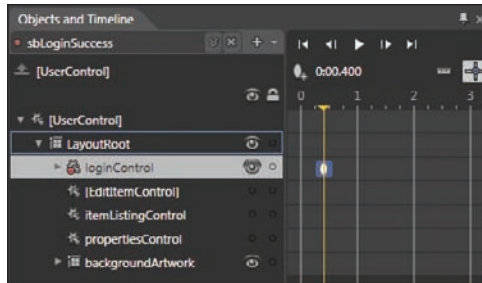 Objects and Timeline
sbLoginSuccess
[UserControl]
0:00.400
0 1 2 3
[UserControl]
LayoutRoot
loginControl
[EditItemControl]
itemListingControl
propertiesControl
backgroundArtwork